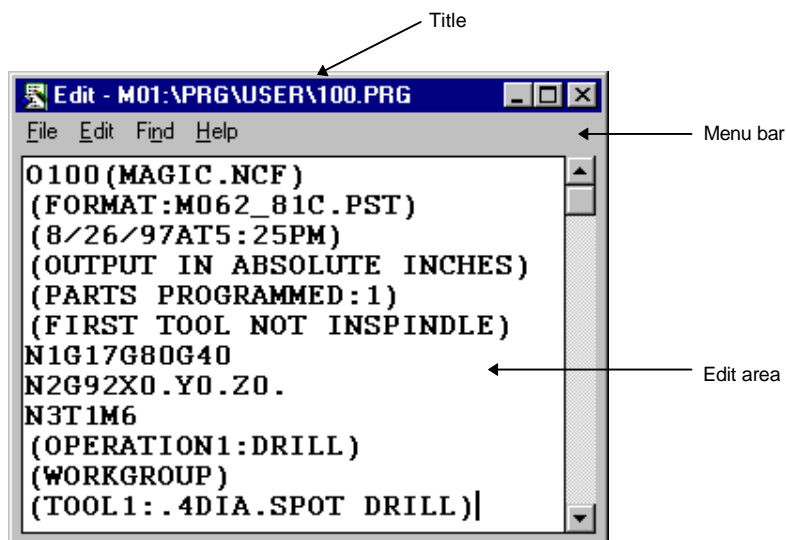 Title
Edit - M01:\PRG\USER\100.PRG
File Edit Find Help
Menu bar
O100(MAGIC.NCF)
(FORMAT:M062_81C.PST)
(8/26/97AT5:25PM)
(OUTPUT IN ABSOLUTE INCHES)
(PARTS PROGRAMMED:1)
(FIRST TOOL NOT INSPINDLE)
N1G17G80G40
Edit area
N2G92X0.Y0.Z0.
N3T1M6
(OPERATION1:DRILL)
(WORKGROUP)
(TOOL1:.4DIA.SPOT DRILL)